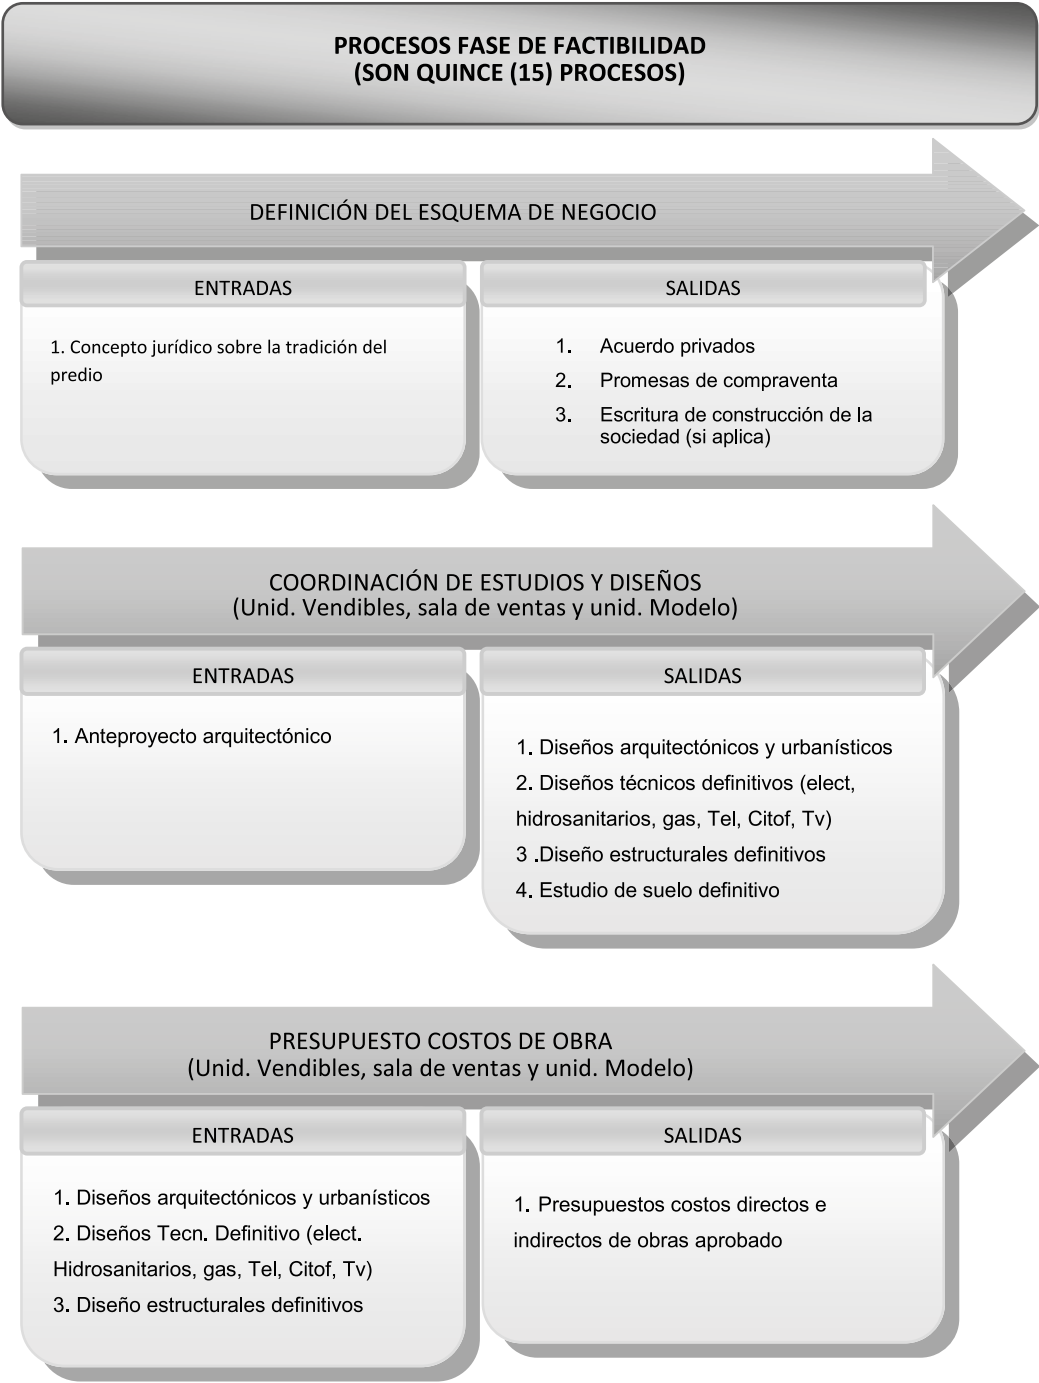 PROCESOS FASE DE FACTIBILIDAD
(SON QUINCE (15) PROCESOS)
DEFINICIÓN DEL ESQUEMA DE NEGOCIO
ENTRADAS
1. Concepto jurídico sobre la tradición del
predio
SALIDAS
1. Acuerdo privados
2. Promesas de compraventa
3. Escritura de construcción de la
sociedad (si aplica)
COORDINACIÓN DE ESTUDIOS Y DISEÑOS
(Unid. Vendibles, sala de ventas y unid. Modelo)
ENTRADAS
1. Anteproyecto arquitectónico
SALIDAS
1. Diseños arquitectónicos y urbanísticos
2. Diseños técnicos definitivos (elect,
hidrosanitarios, gas, Tel, Citof, Tv)
3 .Diseño estructurales definitivos
4. Estudio de suelo definitivo
PRESUPUESTO COSTOS DE OBRA
(Unid. Vendibles, sala de ventas y unid. Modelo)
ENTRADAS
1. Diseños arquitectónicos y urbanísticos
2. Diseños Tecn. Definitivo (elect.
Hidrosanitarios, gas, Tel, Citof, Tv)
3. Diseño estructurales definitivos
SALIDAS
1. Presupuestos costos directos e
indirectos de obras aprobado